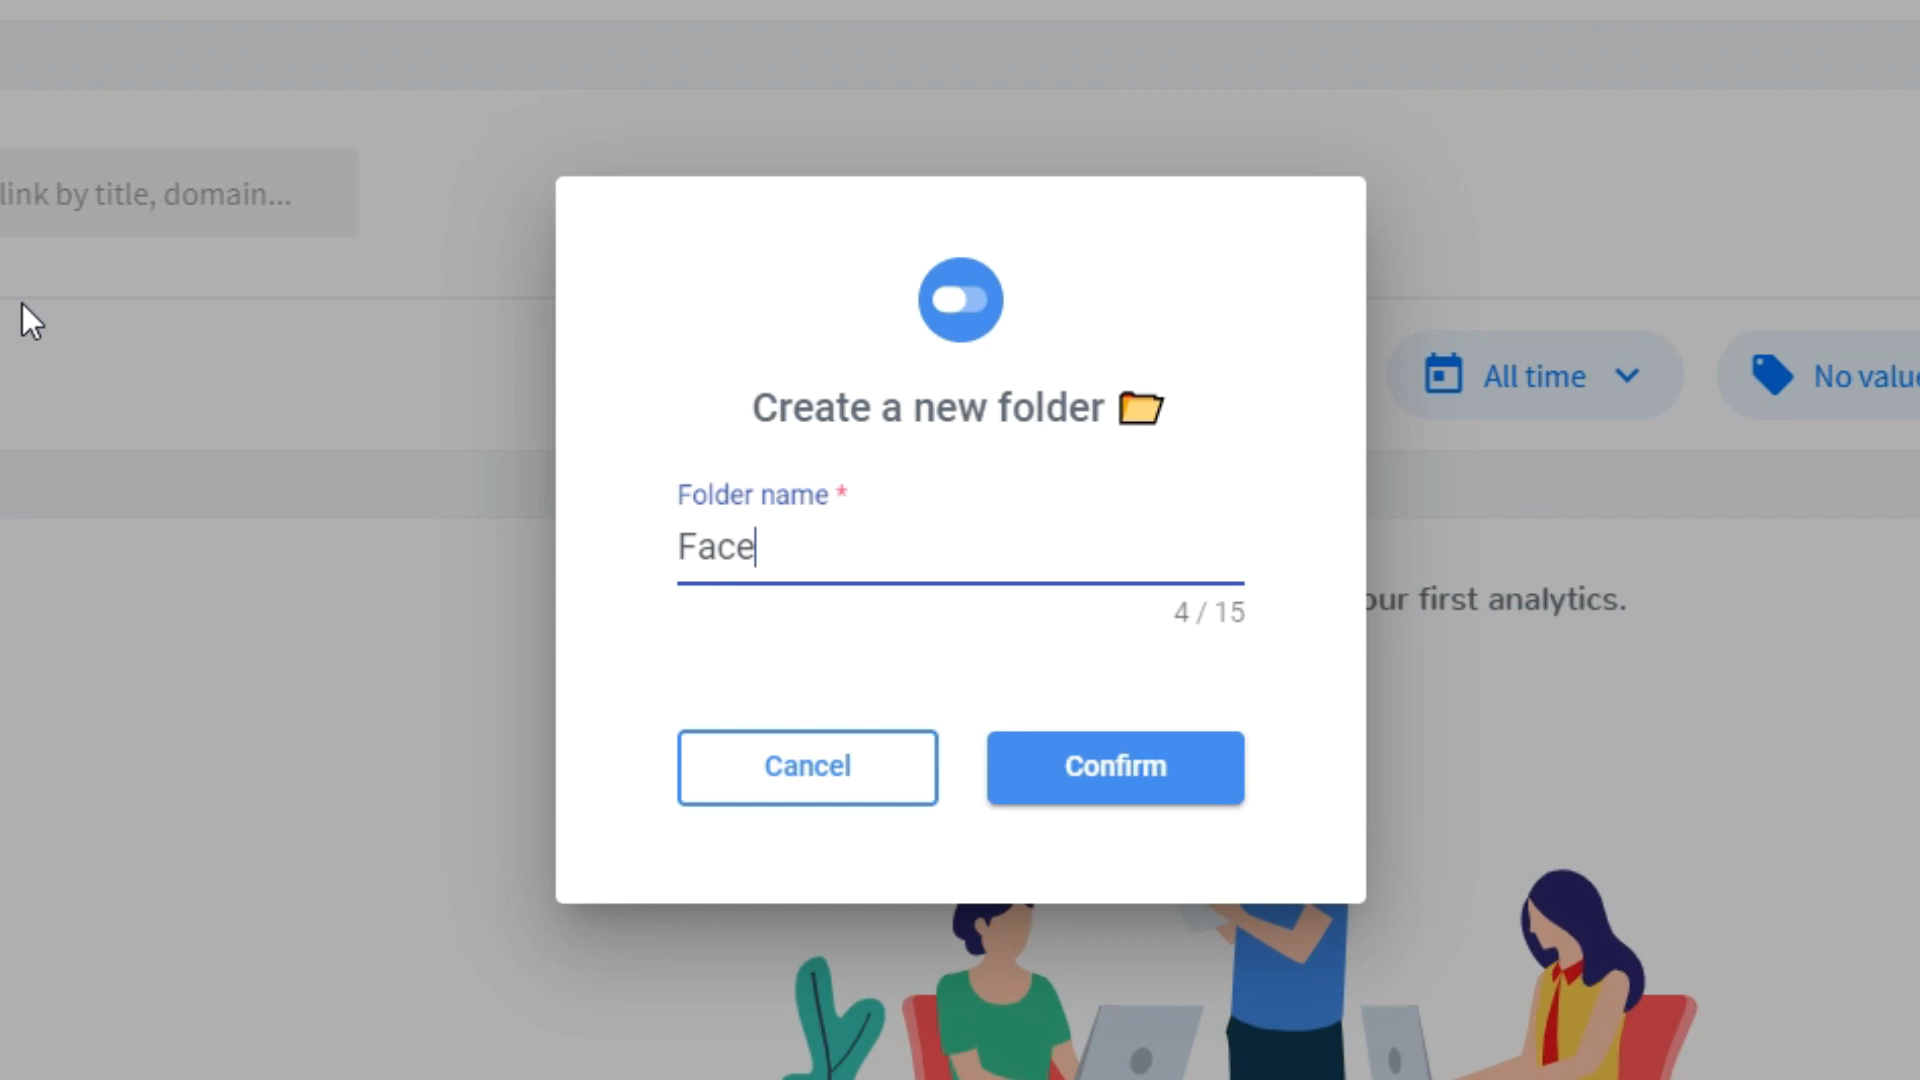 link by title, domain...
Create a new folder
All time
No value
Folder name *
Face
4 / 15
our first analytics.
Cancel
Confirm